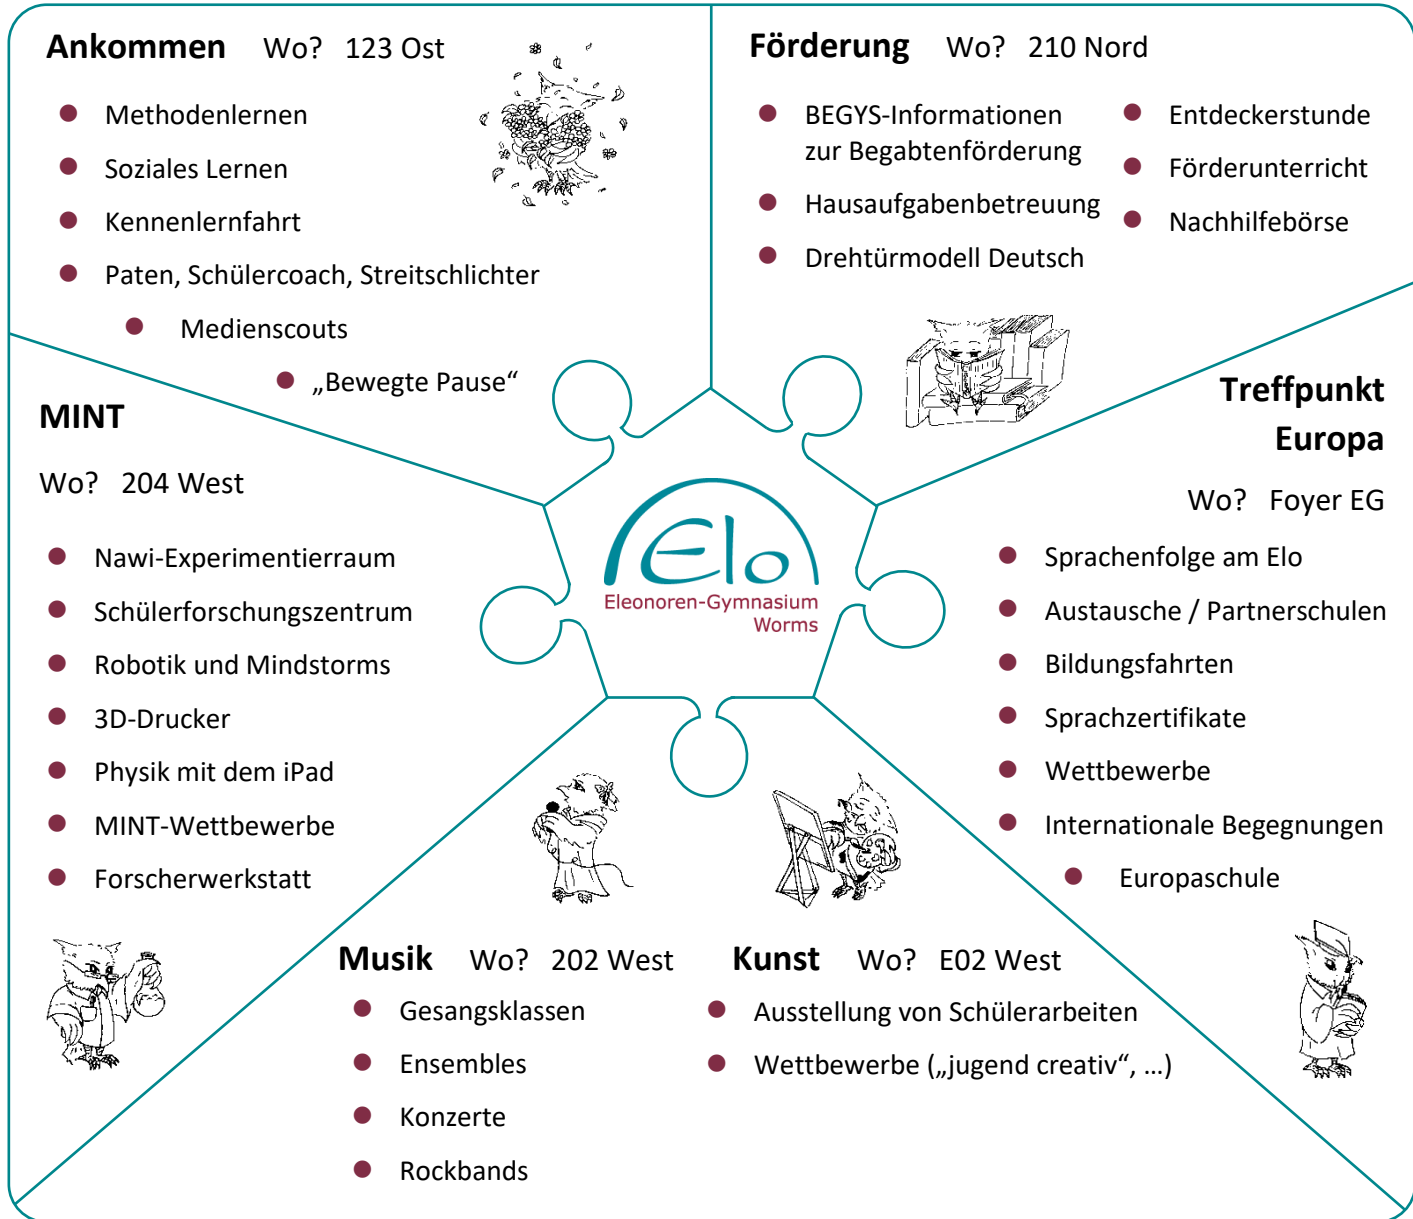 Ankommen Wo? 123 Ost
Methodenlernen
Soziales Lernen
Kennenlernfahrt
Paten, Schülercoach, Streitschlichter
Medienscouts
„Bewegte Pause“
Förderung Wo? 210 Nord
BEGYS-Informationen
zur Begabtenförderung
Hausaufgabenbetreuung
Drehtürmodell Deutsch
Entdeckerstunde
Förderunterricht
Nachhilfebörse
MINT
Wo? 204 West
Nawi-Experimentierraum
Schülerforschungszentrum
Robotik und Mindstorms
3D-Drucker
Physik mit dem iPad
MINT-Wettbewerbe
Forscherwerkstatt
Elo
Eleonoren-Gymnasium
Worms
Treffpunkt
Europa
Wo? Foyer EG
Sprachenfolge am Elo
Austausche / Partnerschulen
Bildungsfahrten
Sprachzertifikate
Wettbewerbe
Internationale Begegnungen
Europaschule
Musik Wo? 202 West
Gesangsklassen
Ensembles
Konzerte
Rockbands
Kunst Wo? E02 West
Ausstellung von Schülerarbeiten
Wettbewerbe („jugend creativ“, …)